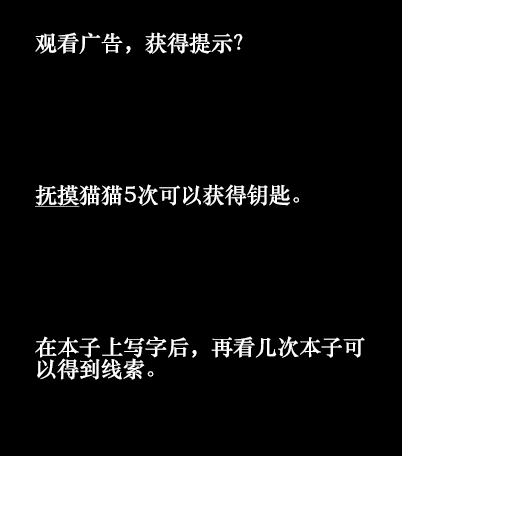 观看广告，获得提示?
抚摸猫猫5次可以获得钥匙。
在本子上写字后，再看几次本子可
以得到线索。